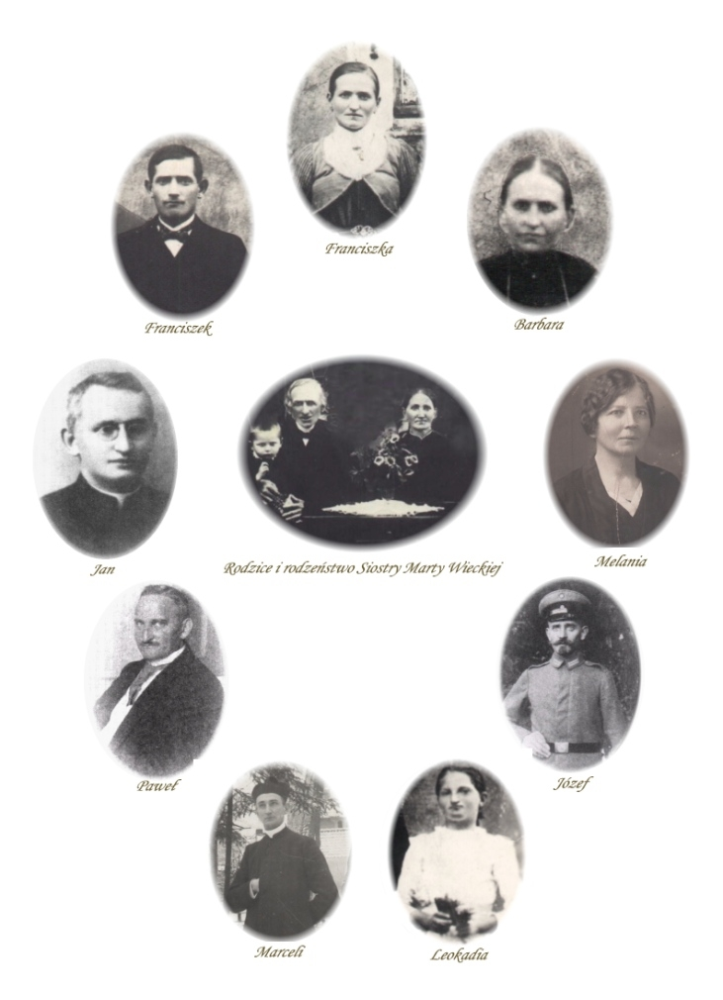 Franciszka
Franciszek
Barbara
Jan
Rodzice i rodzeństwo Siostry Marty Wieckiej
Melania
Paweł
Józef
Marceli
Leokadia